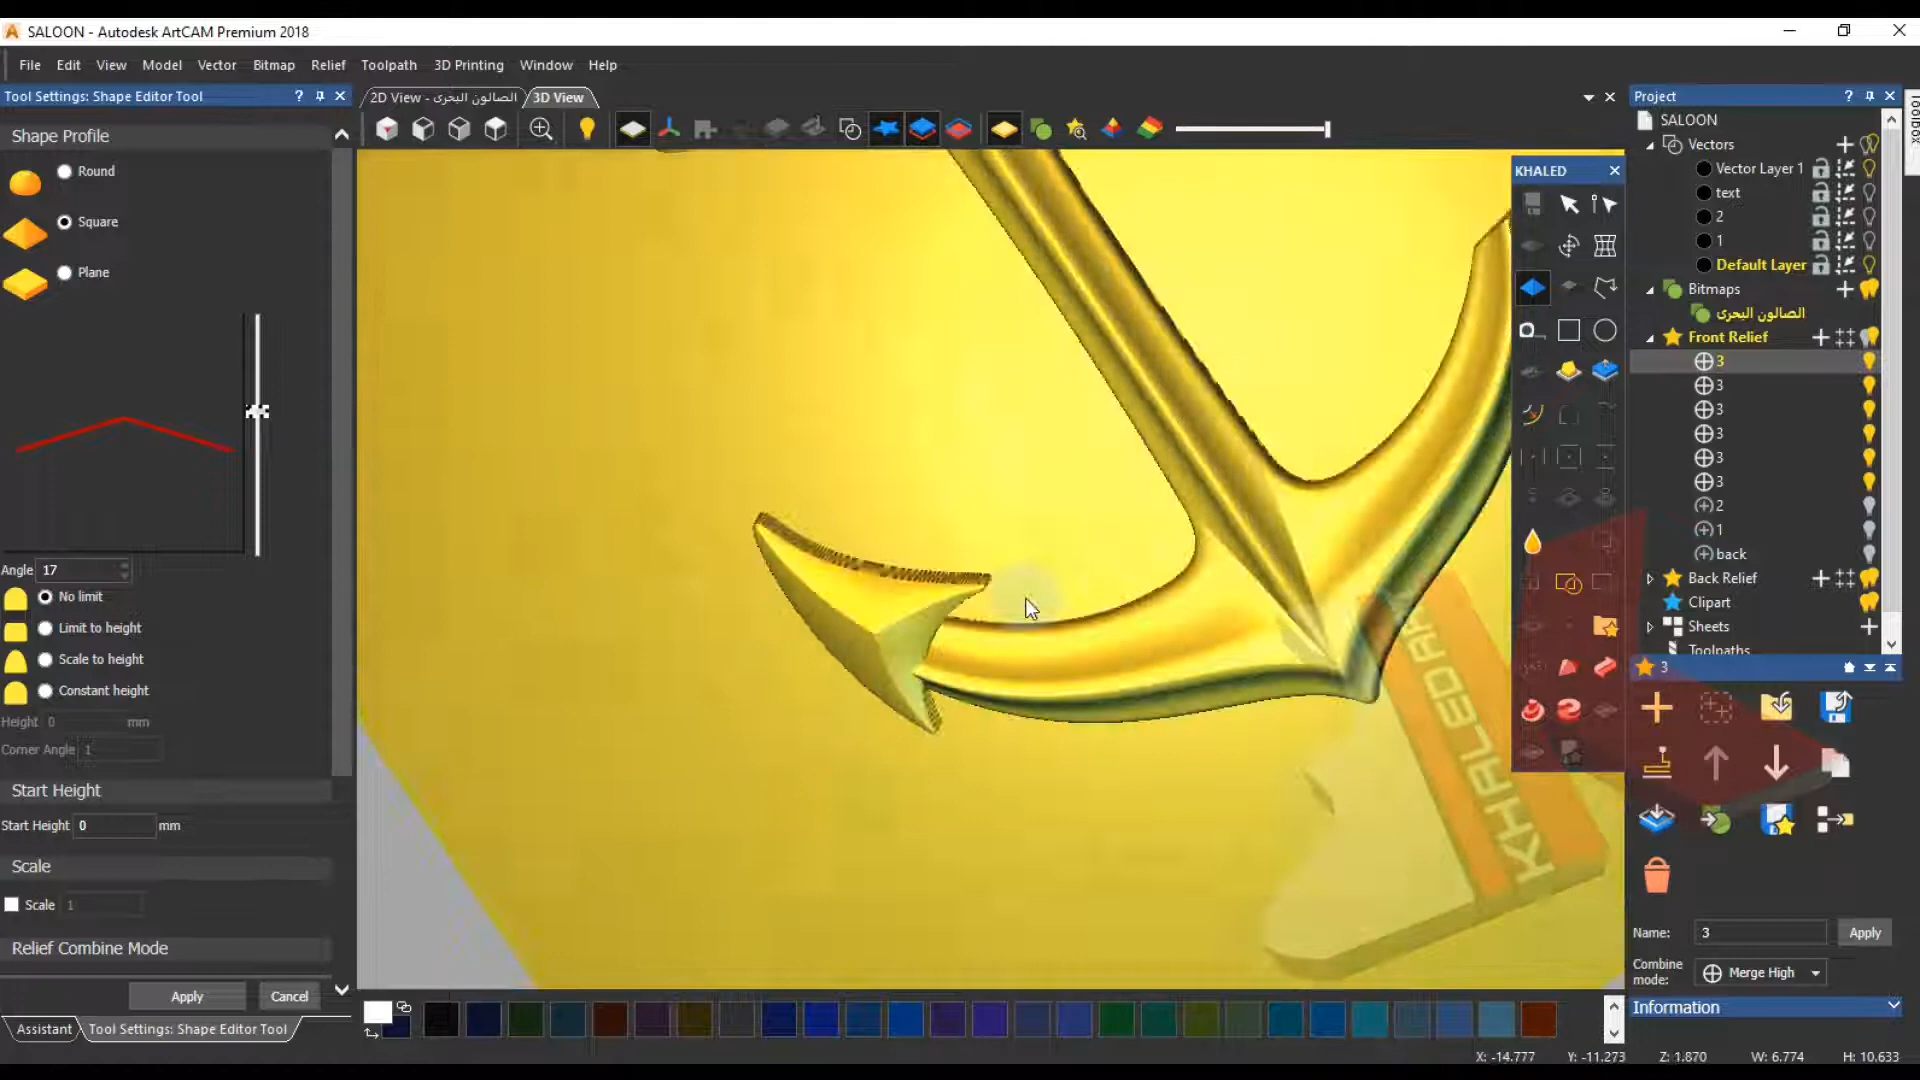 SALOON - Autodesk ArtCAM Premium 2018
File Edit View Model Vector Bitmap Relief Toolpath 3D Printing Window Help
Tool Settings: Shape Editor Tool
Shape Profile
Round
Square
Plane
Angle 17
No limit
Limit to height
Scale to height
Constant height
Height 0 mm
Corner Angle 1
Start Height
Start Height 0 mm
Scale
Scale 1
Relief Combine Mode
Apply Cancel
Assistant Tool Settings: Shape Editor Tool
2D View - الصالون البحرى 3D View
KHALED
KHALEDAR
Project
ToolBox
SALOON
Vectors
Vector Layer 1
text
2
1
Default Layer
Bitmaps
الصالون البحرى
Front Relief
3
3
3
3
3
3
2
1
back
Back Relief
Clipart
Sheets
Toolpaths
3
Name: 3 Apply
Combine mode: Merge High
Information
X: -14.777 Y: -11.273 Z: 1.870 W: 6.774 H: 10.633